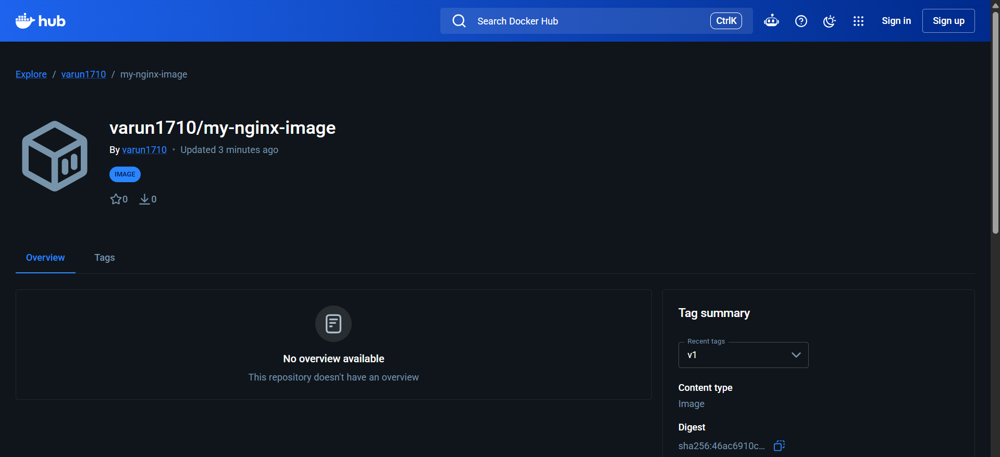 hub
Search Docker Hub
CtrlK
Sign in
Sign up
Explore / varun1710 / my-nginx-image
varun1710/my-nginx-image
By varun1710 • Updated 3 minutes ago
IMAGE
0 0
Overview
Tags
No overview available
This repository doesn't have an overview
Tag summary
Recent tags
v1
Content type
Image
Digest
sha256:46ac6910c...